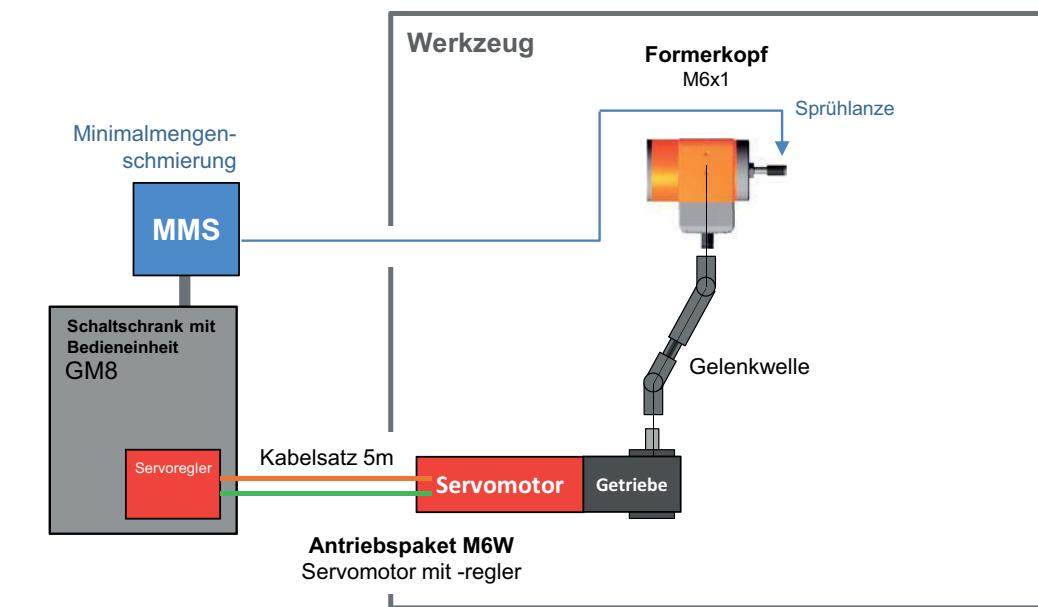 Werkzeug
Formerkopf
M6x1
Sprühlanze
Minimalmengen-
schmierung
MMS
Schaltschrank mit
Bedieneinheit
GM8
Gelenkwelle
Servoregler
Kabelsatz 5m
Servomotor
Getriebe
Antriebspaket M6W
Servomotor mit -regler